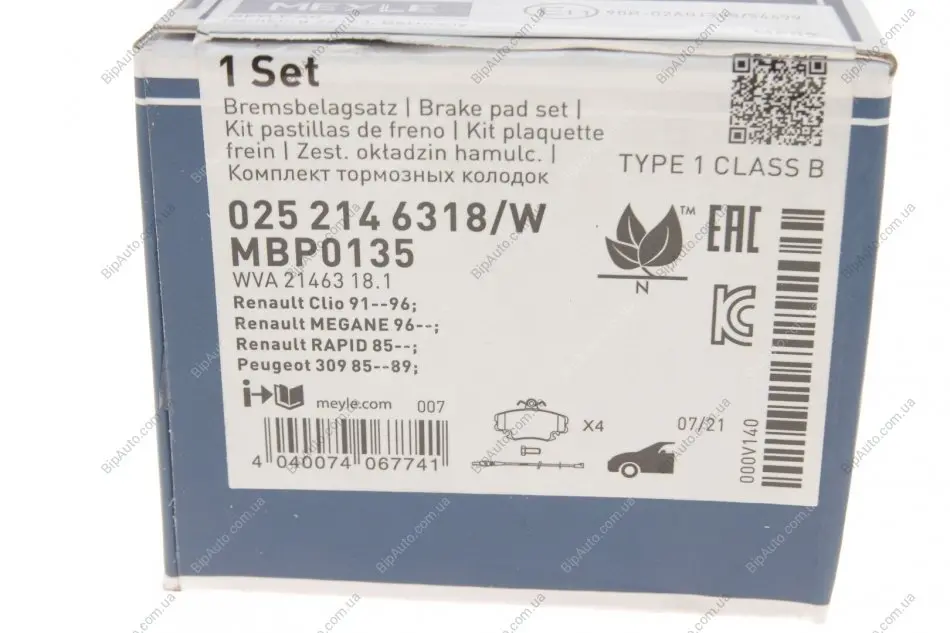 MEYLE
1 Set
Bremsbelagsatz | Brake pad set |
Kit pastillas de freno | Kit plaquette
frein | Zest. okładzin hamulc. |
Комплект тормозных колодок
TYPE 1 CLASS B
025 214 6318/W
MBP0135
WVA 21463 18.1
Renault Clio 91--96;
Renault MEGANE 96--;
Renault RAPID 85--;
Peugeot 309 85--89;
TM
EAC
N
KC
i
meyle.com 007
X4
07/21
000V140
4 040074 067741
BipAuto.com.ua